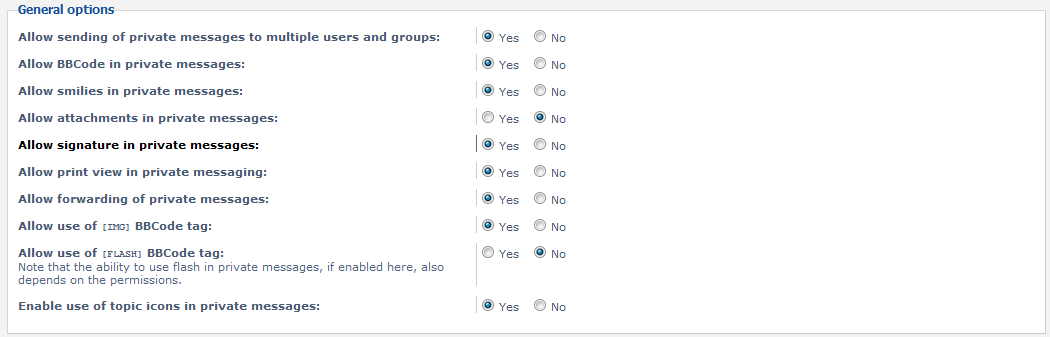 General options
Allow sending of private messages to multiple users and groups: Yes No
Allow BBCode in private messages: Yes No
Allow smilies in private messages: Yes No
Allow attachments in private messages: Yes No
Allow signature in private messages: Yes No
Allow print view in private messaging: Yes No
Allow forwarding of private messages: Yes No
Allow use of [IMG] BBCode tag: Yes No
Allow use of [FLASH] BBCode tag: Yes No
Note that the ability to use flash in private messages, if enabled here, also
depends on the permissions.
Enable use of topic icons in private messages: Yes No